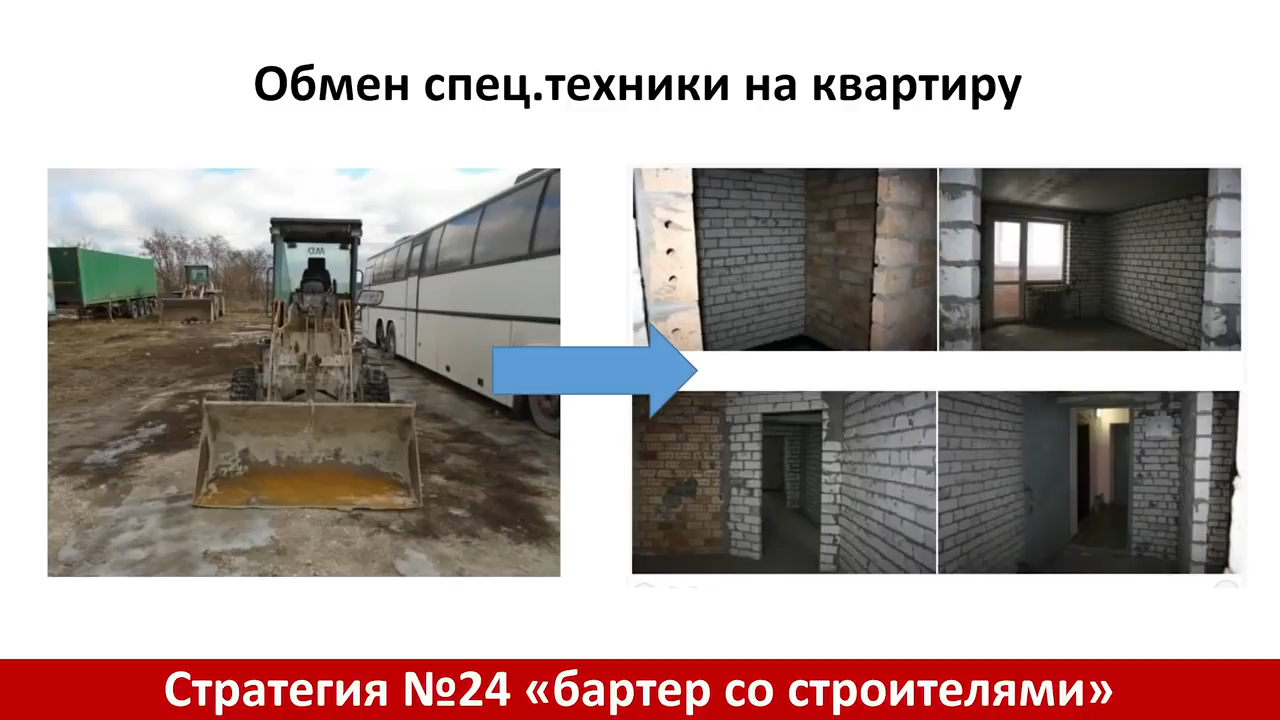 Обмен спец.техники на квартиру
Стратегия №24 «бартер со строителями»